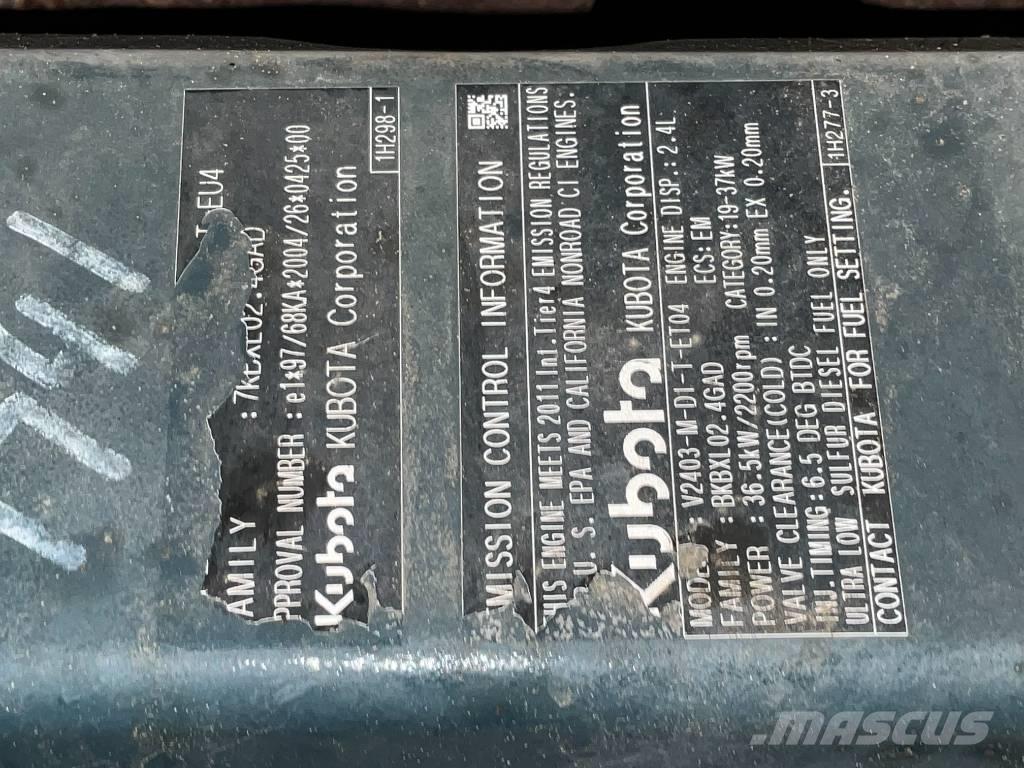 EU4
AMILY : 7kbXL02.4GAD
PPROVAL NUMBER : e1*97/68KA*2004/26*0425*00
Kubota KUBOTA Corporation
1H298-1
MISSION CONTROL INFORMATION
HIS ENGINE MEETS 2011 Int.Tier4 EMISSION REGULATIONS
U. S. EPA AND CALIFORNIA NONROAD CI ENGINES.
Kubota KUBOTA Corporation
MODEL : V2403-M-DI-T-ET04 ENGINE DISP.: 2.4L
FAMILY : BKBXL02.4GAD ECS: EM
POWER : 36.5kW/2200rpm CATEGORY:19-37kW
VALVE CLEARANCE(COLD) : IN 0.20mm EX 0.20mm
INJ.TIMING:6.5 DEG BTDC
ULTRA LOW SULFUR DIESEL FUEL ONLY
CONTACT KUBOTA FOR FUEL SETTING.
1H277-3
MASCUS